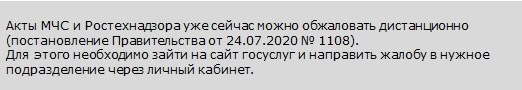 Акты МЧС и Ростехнадзора уже сейчас можно обжаловать дистанционно
(постановление Правительства от 24.07.2020 № 1108).
Для этого необходимо зайти на сайт госуслуг и направить жалобу в нужное
подразделение через личный кабинет.